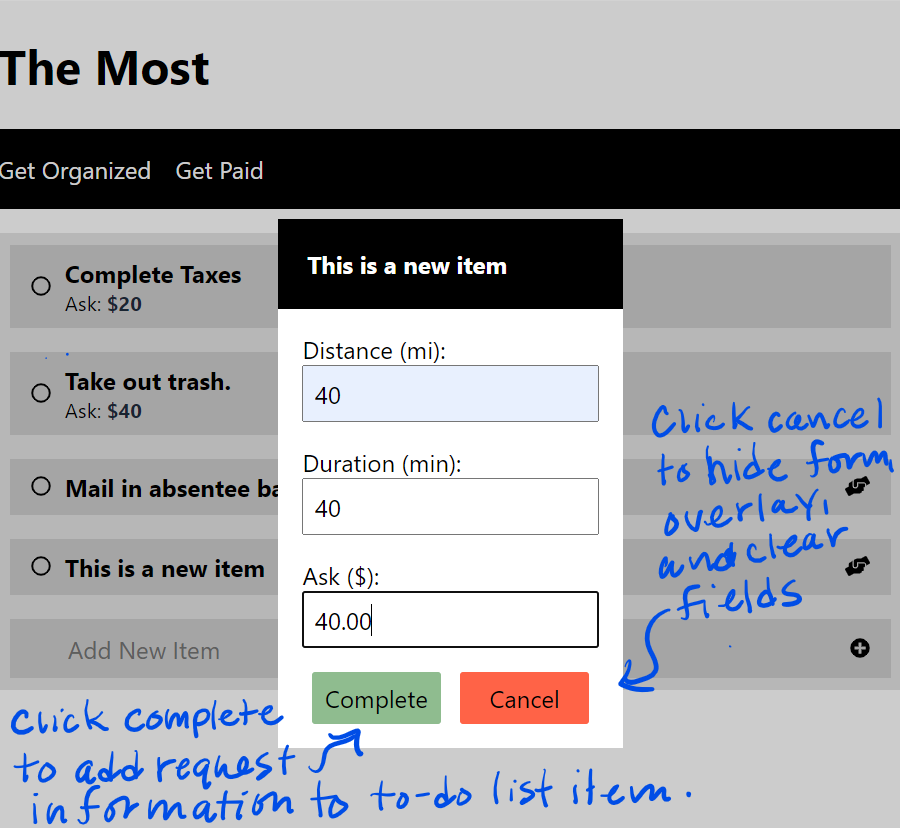 The Most
Get Organized Get Paid
This is a new item
Complete Taxes
Ask: $20
Take out trash.
Ask: $40
Mail in absentee ba
This is a new item
Add New Item
Distance (mi):
40
Duration (min):
40
Ask ($):
40.00
Complete Cancel
Click cancel
to hide form,
overlay,
and clear
fields
Click complete
to add request
information to to-do list item.